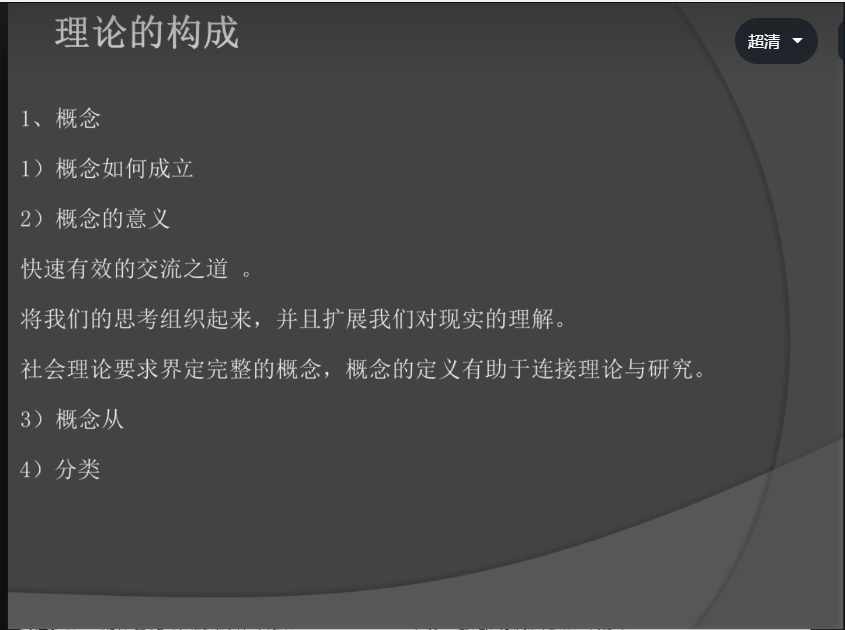 理论的构成
超清
1、概念
1）概念如何成立
2）概念的意义
快速有效的交流之道 。
将我们的思考组织起来，并且扩展我们对现实的理解。
社会理论要求界定完整的概念，概念的定义有助于连接理论与研究。
3）概念从
4）分类